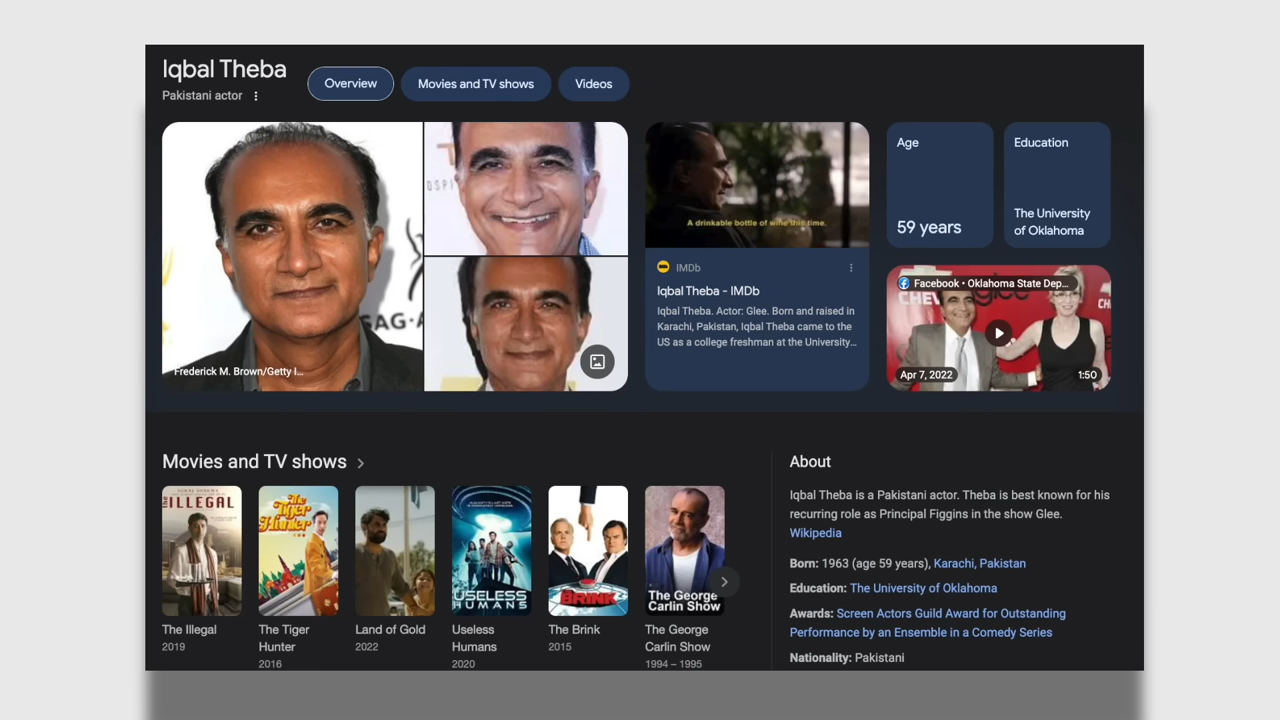 Iqbal Theba
Pakistani actor
Overview
Movies and TV shows
Videos
Frederick M. Brown/Getty I...
SAG-A
A drinkable bottle of wine this time.
IMDb
Iqbal Theba - IMDb
Iqbal Theba. Actor: Glee. Born and raised in
Karachi, Pakistan, Iqbal Theba came to the
US as a college freshman at the University...
Age
59 years
Education
The University
of Oklahoma
Facebook • Oklahoma State Dep...
CHEV
glee
Apr 7, 2022
1:50
Movies and TV shows
ILLEGAL
The
Tiger
Hunter
USELESS
HUMANS
BRINK
The George
Carlin Show
The Illegal
2019
The Tiger
Hunter
2016
Land of Gold
2022
Useless
Humans
2020
The Brink
2015
The George
Carlin Show
1994 – 1995
About
Iqbal Theba is a Pakistani actor. Theba is best known for his
recurring role as Principal Figgins in the show Glee.
Wikipedia
Born: 1963 (age 59 years), Karachi, Pakistan
Education: The University of Oklahoma
Awards: Screen Actors Guild Award for Outstanding
Performance by an Ensemble in a Comedy Series
Nationality: Pakistani